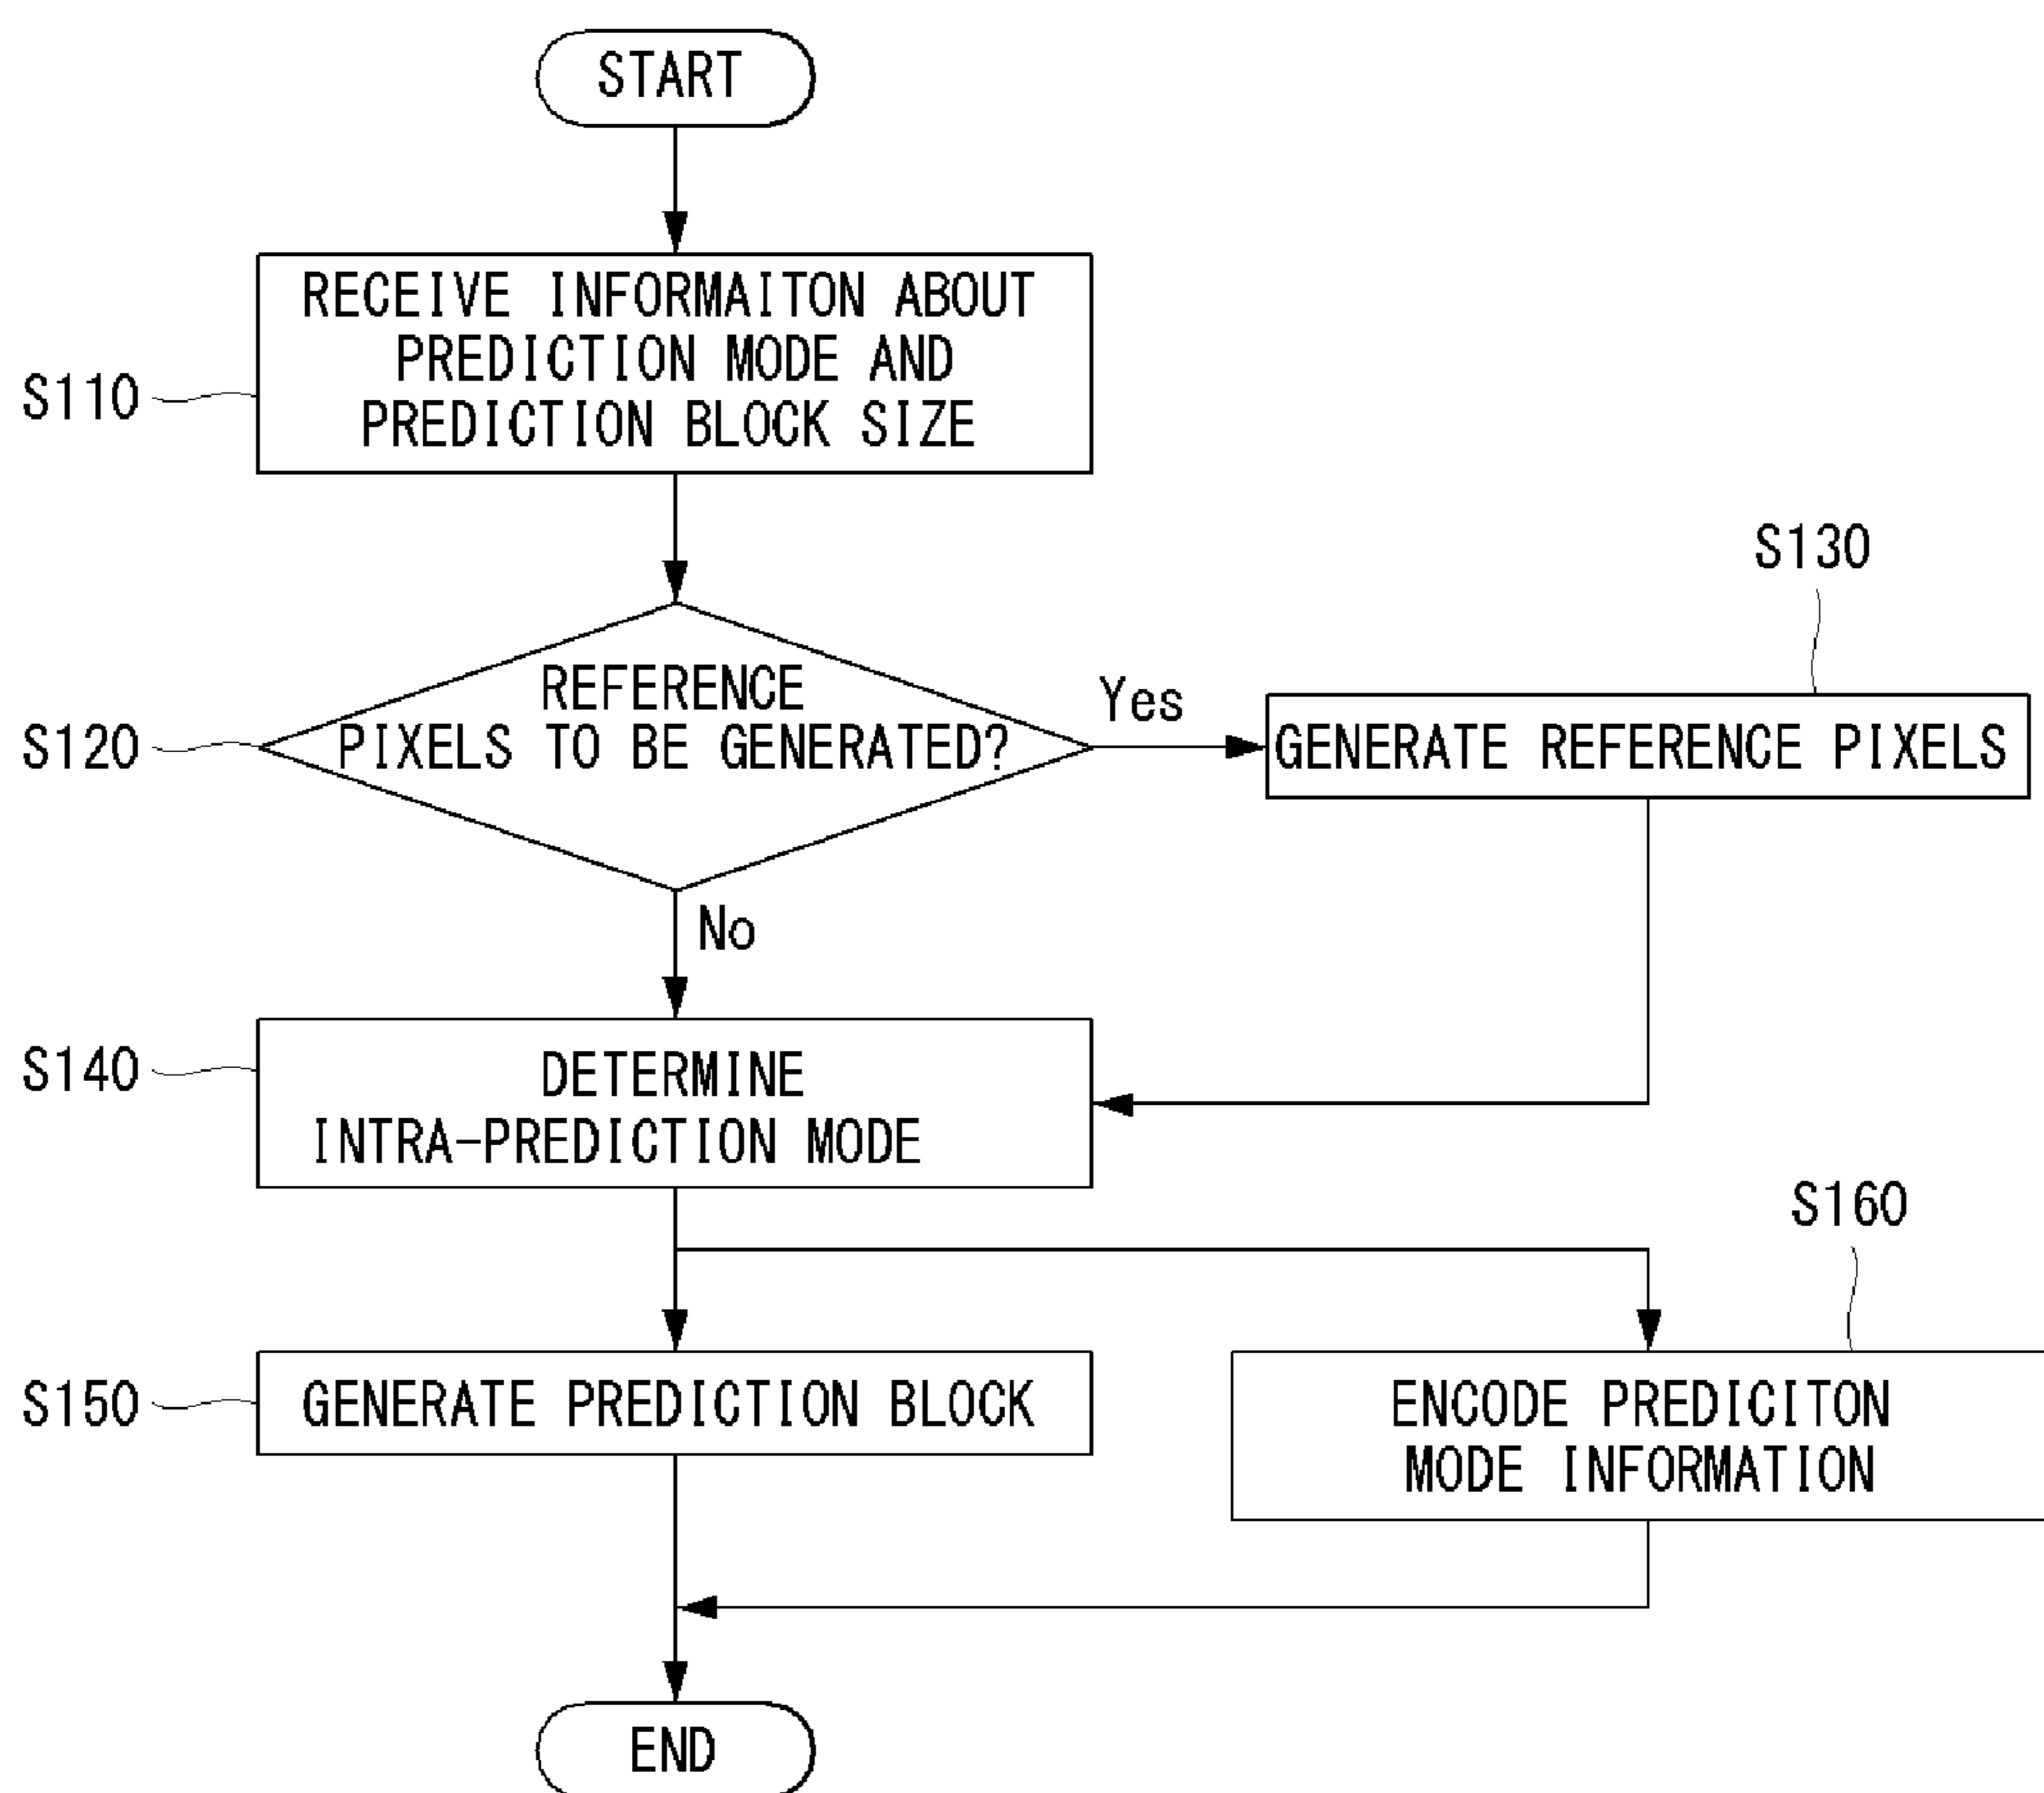 START
RECEIVE INFORMAITON ABOUT
PREDICTION MODE AND
PREDICTION BLOCK SIZE
S110
S130
REFERENCE
PIXELS TO BE GENERATED?
S120
Yes
GENERATE REFERENCE PIXELS
No
S140
DETERMINE
INTRA-PREDICTION MODE
S160
S150
GENERATE PREDICTION BLOCK
ENCODE PREDICITON
MODE INFORMATION
END